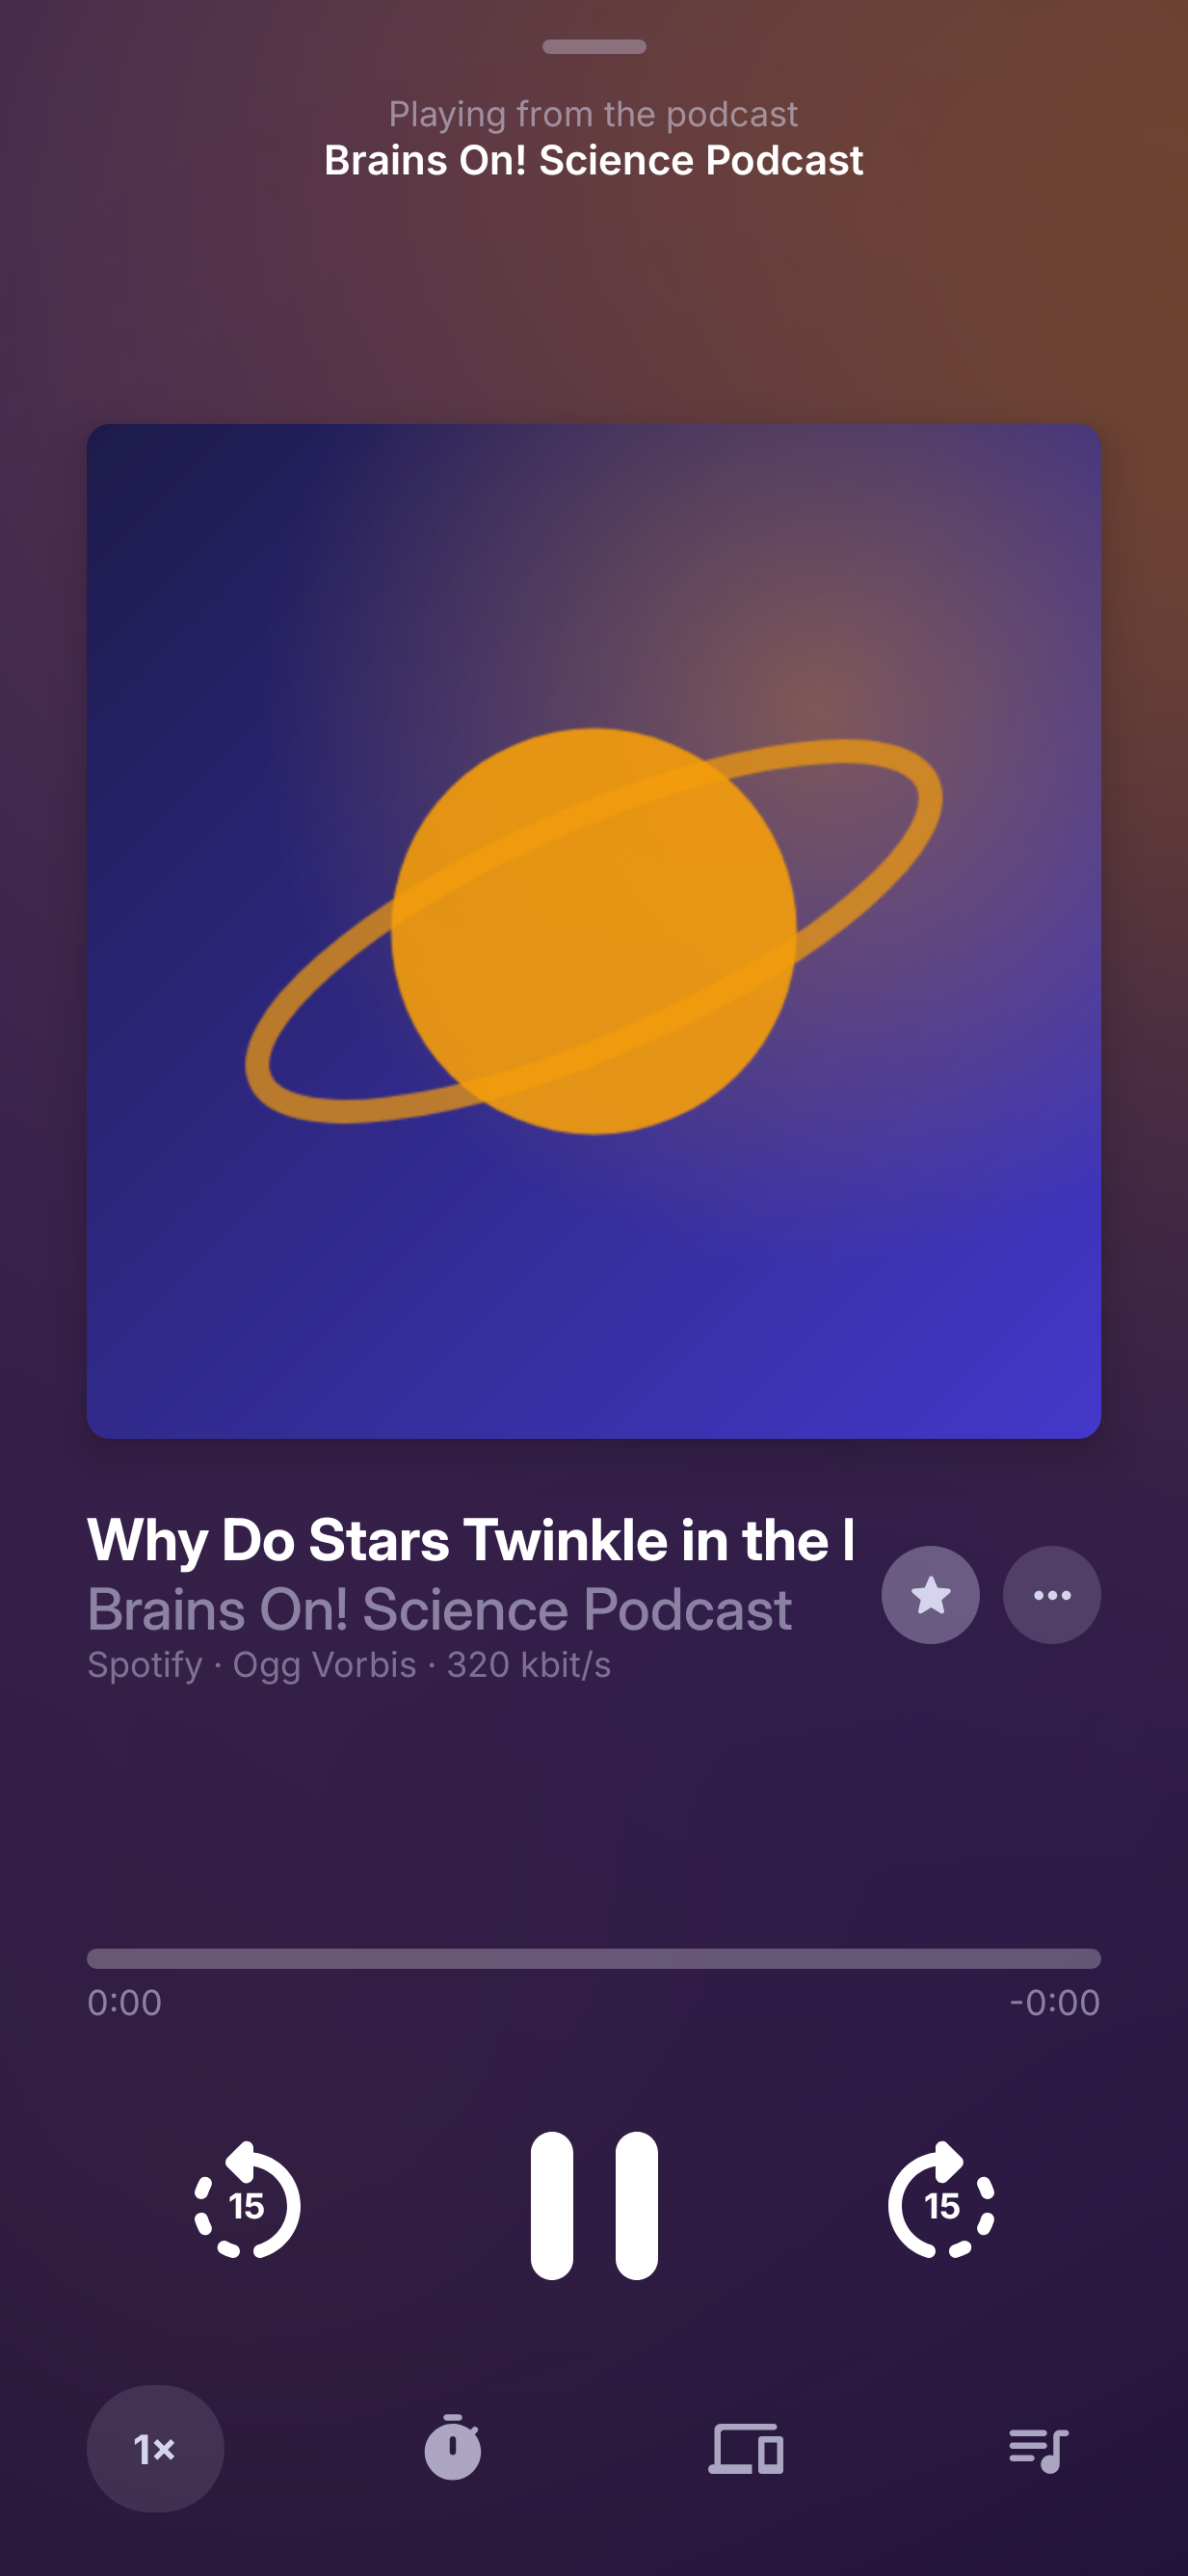 Playing from the podcast
Brains On! Science Podcast
Why Do Stars Twinkle in the
Brains On! Science Podcast
Spotify · Ogg Vorbis · 320 kbit/s
0:00
-0:00
15
15
1×